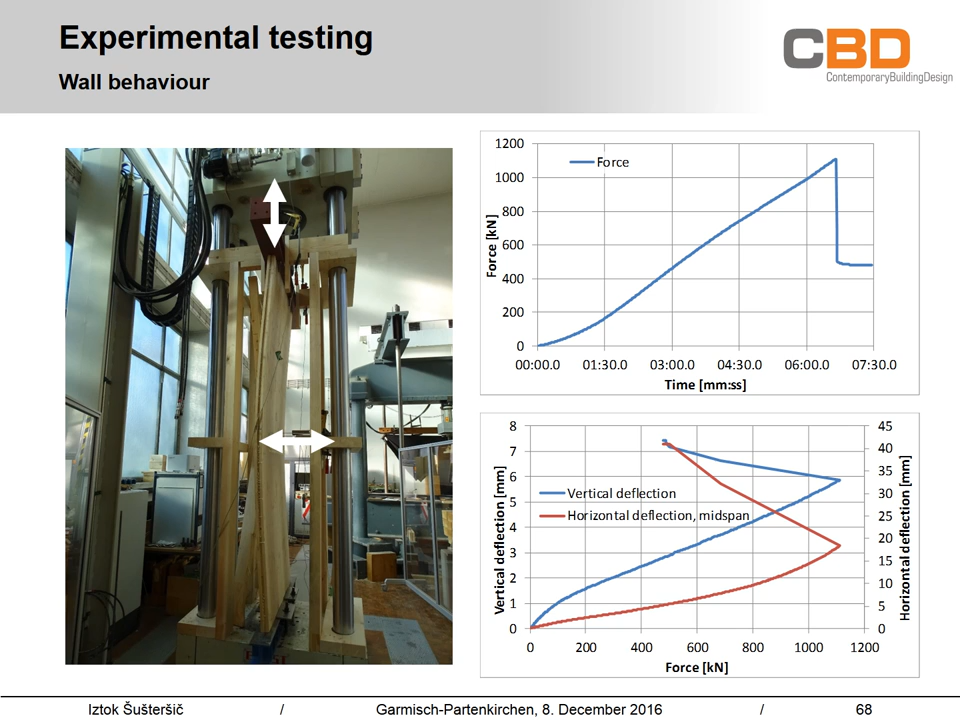 Experimental testing
Wall behaviour
CBD
ContemporaryBuildingDesign
1200
1000
800
600
400
200
0
Force [kN]
Force
00:00.0 01:30.0 03:00.0 04:30.0 06:00.0 07:30.0
Time [mm:ss]
8
7
6
5
4
3
2
1
0
Vertical deflection [mm]
Vertical deflection
Horizontal deflection, midspan
45
40
35
30
25
20
15
10
5
0
Horizontal deflection [mm]
0 200 400 600 800 1000 1200
Force [kN]
Iztok Šušteršič / Garmisch-Partenkirchen, 8. December 2016 / 68